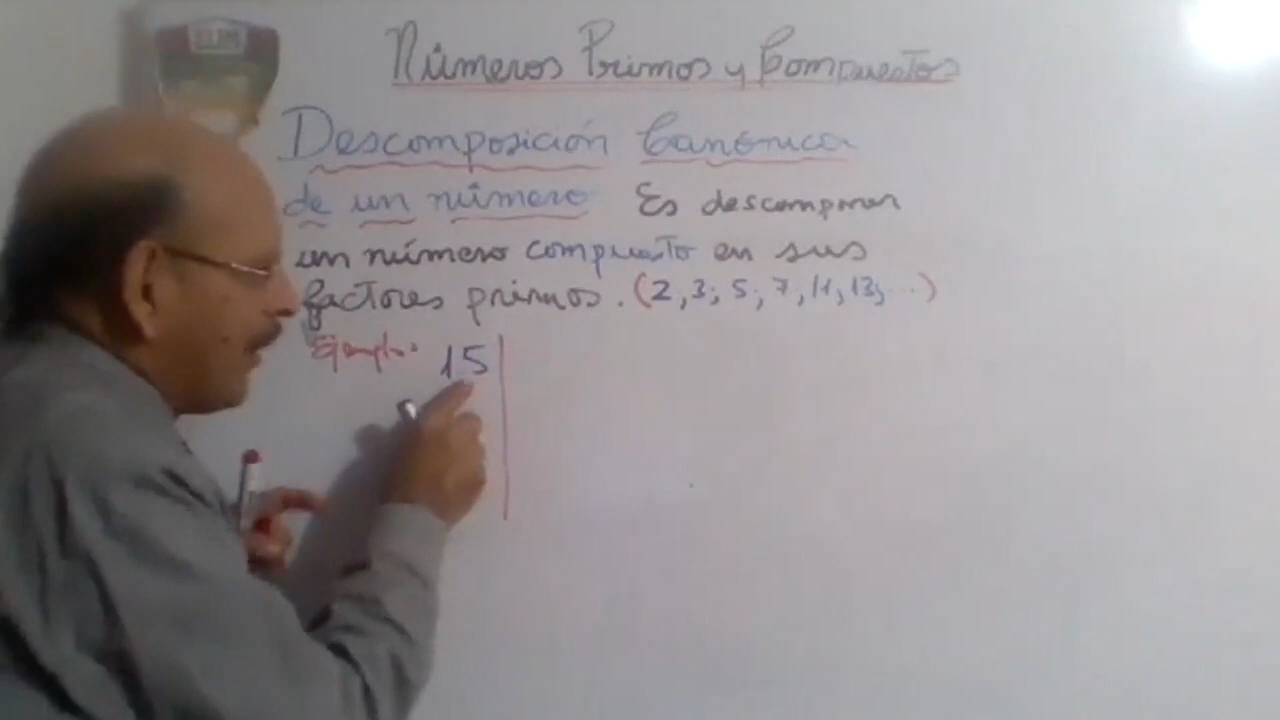 Números Primos y Compuestos
Descomposición Canónica
de un número Es descomponer
un número compuesto en sus
factores primos. (2,3; 5; 7, 11, 13; ...)
Ejemplo: 15